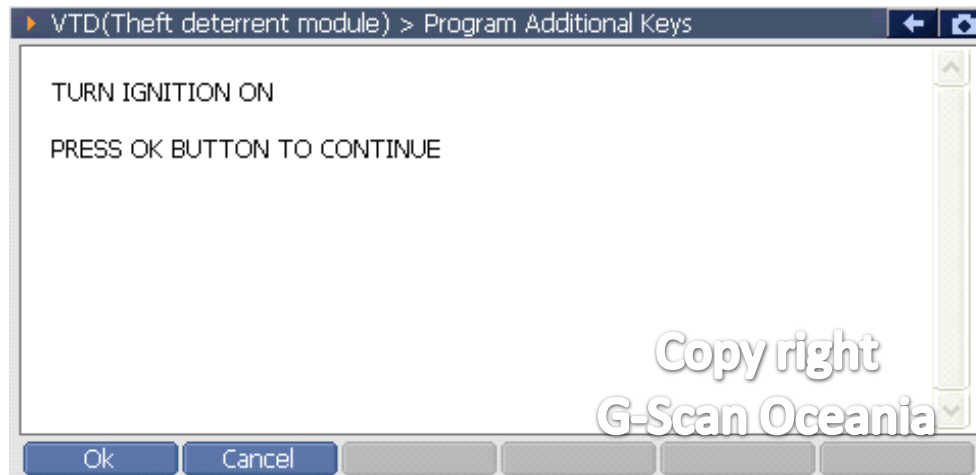 VTD(Theft deterrent module) > Program Additional Keys
TURN IGNITION ON
PRESS OK BUTTON TO CONTINUE
Copy right
G-Scan Oceania
Ok Cancel